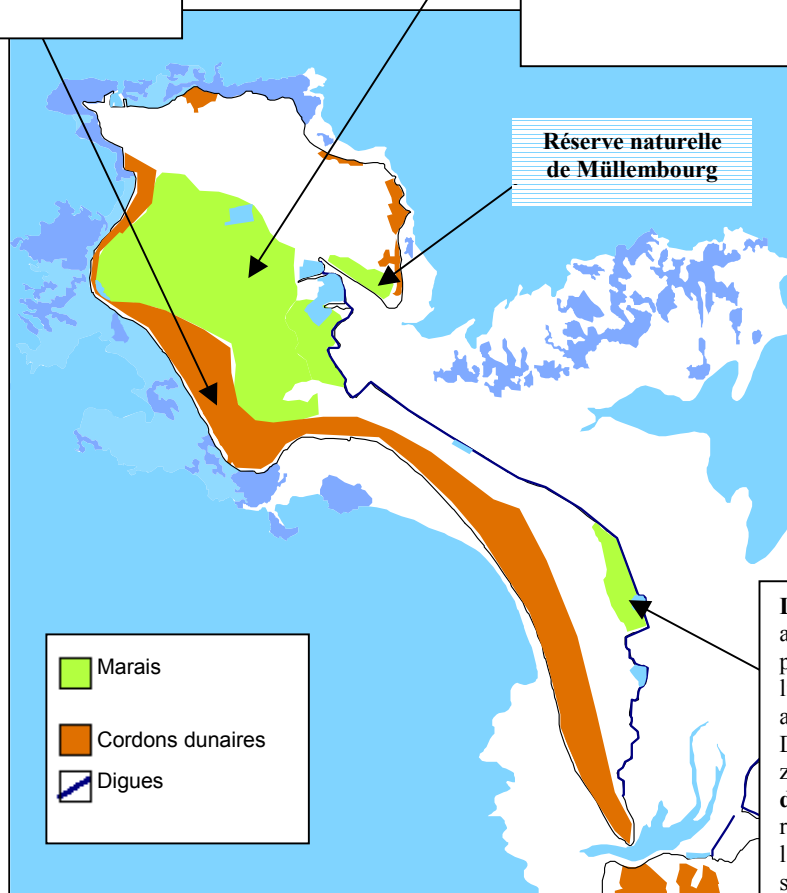 Réserve naturelle
de Müllembourg
Marais
Cordons dunaires
Digues